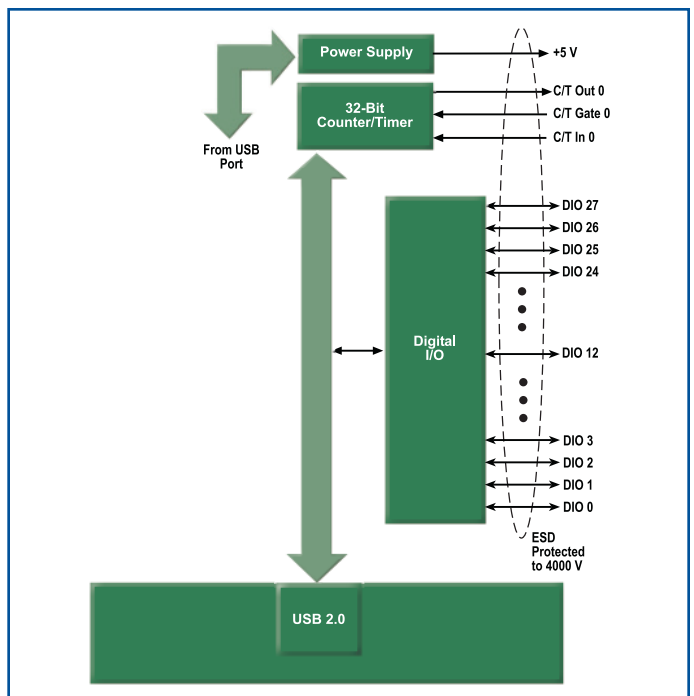 Power Supply
+5 V
32-Bit
Counter/Timer
C/T Out 0
C/T Gate 0
C/T In 0
From USB
Port
DIO 27
DIO 26
DIO 25
DIO 24
Digital
I/O
DIO 12
DIO 3
DIO 2
DIO 1
DIO 0
ESD
Protected
to 4000 V
USB 2.0